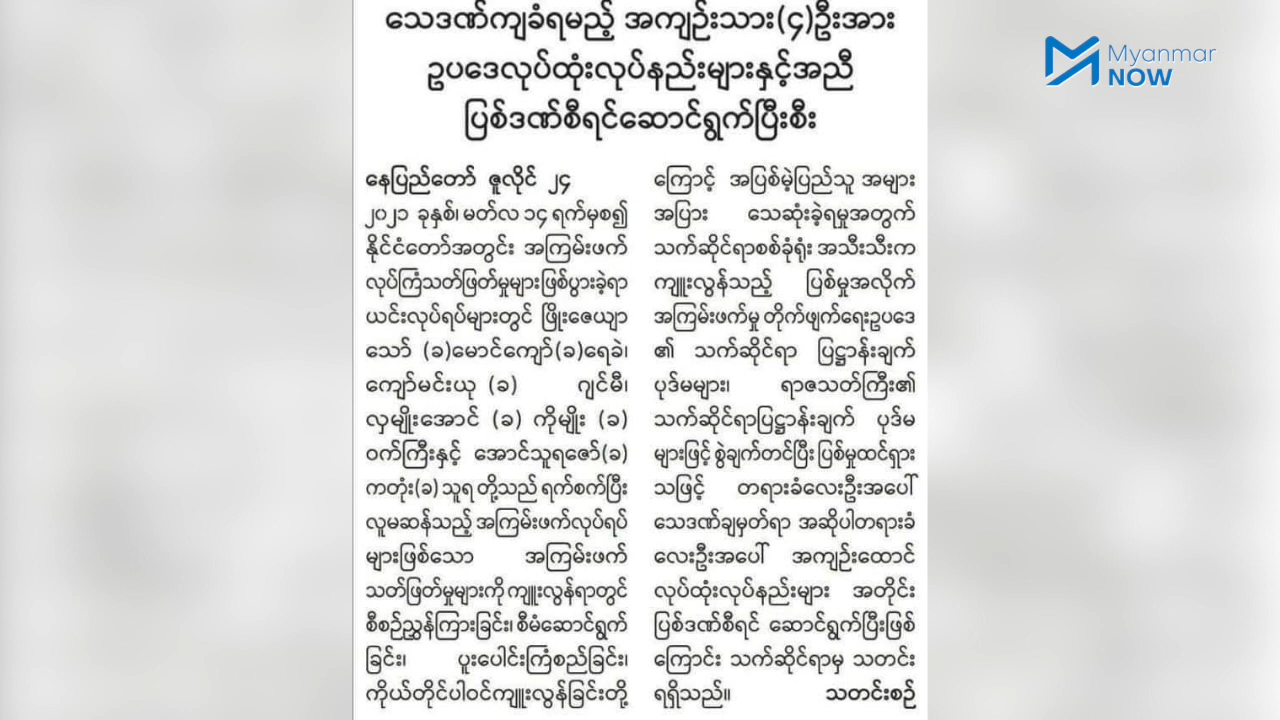 သေဒဏ်ကျခံရမည့် အကျဉ်းသား(၄)ဦးအား
ဥပဒေလုပ်ထုံးလုပ်နည်းများနှင့်အညီ
ပြစ်ဒဏ်စီရင်ဆောင်ရွက်ပြီးစီး
Myanmar
NOW
နေပြည်တော် ဇူလိုင် ၂၄
၂၀၂၁ ခုနှစ်၊ မတ်လ ၁၄ ရက်မှစ၍
နိုင်ငံတော်အတွင်း အကြမ်းဖက်
လုပ်ကြံသတ်ဖြတ်မှုများဖြစ်ပွားခဲ့ရာ
ယင်းလုပ်ရပ်များတွင် ဖြိုးဇေယျာ
သော် (ခ)မောင်ကျော်(ခ)ရေခဲ၊
ကျော်မင်းယု (ခ) ဂျင်မီ၊
လှမျိုးအောင် (ခ) ကိုမျိုး (ခ)
ဝက်ကြီးနှင့် အောင်သူရဇော်(ခ)
ကတုံး(ခ) သူရ တို့သည် ရက်စက်ပြီး
လူမဆန်သည့် အကြမ်းဖက်လုပ်ရပ်
များဖြစ်သော အကြမ်းဖက်
သတ်ဖြတ်မှုများကို ကျူးလွန်ရာတွင်
စီစဉ်ညွှန်ကြားခြင်း၊ စီမံဆောင်ရွက်
ခြင်း၊ ပူးပေါင်းကြံစည်ခြင်း၊
ကိုယ်တိုင်ပါဝင်ကျူးလွန်ခြင်းတို့
ကြောင့် အပြစ်မဲ့ပြည်သူ အများ
အပြား သေဆုံးခဲ့ရမှုအတွက်
သက်ဆိုင်ရာစစ်ခုံရုံး အသီးသီးက
ကျူးလွန်သည့် ပြစ်မှုအလိုက်
အကြမ်းဖက်မှု တိုက်ဖျက်ရေးဥပဒေ
၏ သက်ဆိုင်ရာ ပြဋ္ဌာန်းချက်
ပုဒ်မများ၊ ရာဇသတ်ကြီး၏
သက်ဆိုင်ရာပြဋ္ဌာန်းချက် ပုဒ်မ
များဖြင့် စွဲချက်တင်ပြီး ပြစ်မှုထင်ရှား
သဖြင့် တရားခံလေးဦးအပေါ်
သေဒဏ်ချမှတ်ရာ အဆိုပါတရားခံ
လေးဦးအပေါ် အကျဉ်းထောင်
လုပ်ထုံးလုပ်နည်းများ အတိုင်း
ပြစ်ဒဏ်စီရင် ဆောင်ရွက်ပြီးဖြစ်
ကြောင်း သက်ဆိုင်ရာမှ သတင်း
ရရှိသည်။ သတင်းစဉ်